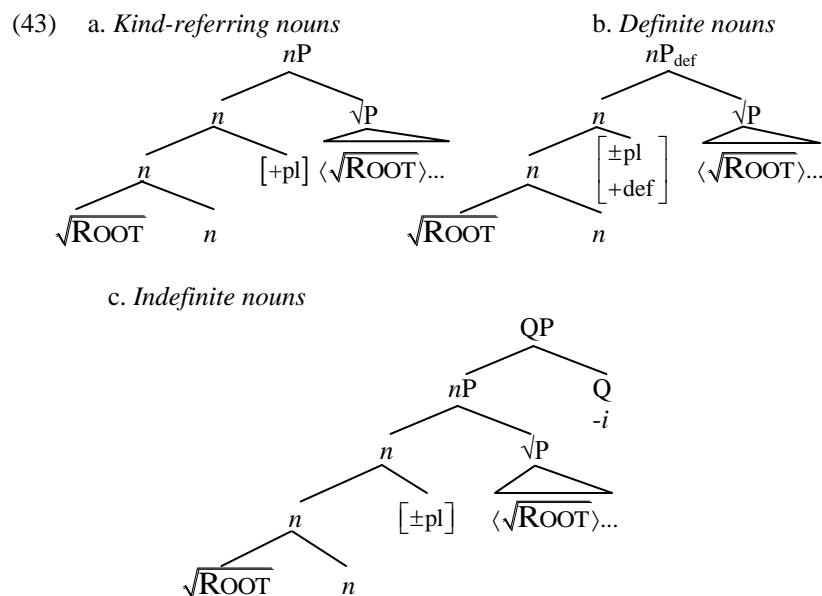 (43) a. Kind-referring nouns b. Definite nouns
nP nP_def
n √P n √P
n [+pl] ⟨√ROOT⟩... n [±pl +def] ⟨√ROOT⟩...
√ROOT n √ROOT n
c. Indefinite nouns
QP
nP Q
-i
n √P
n [±pl] ⟨√ROOT⟩...
√ROOT n